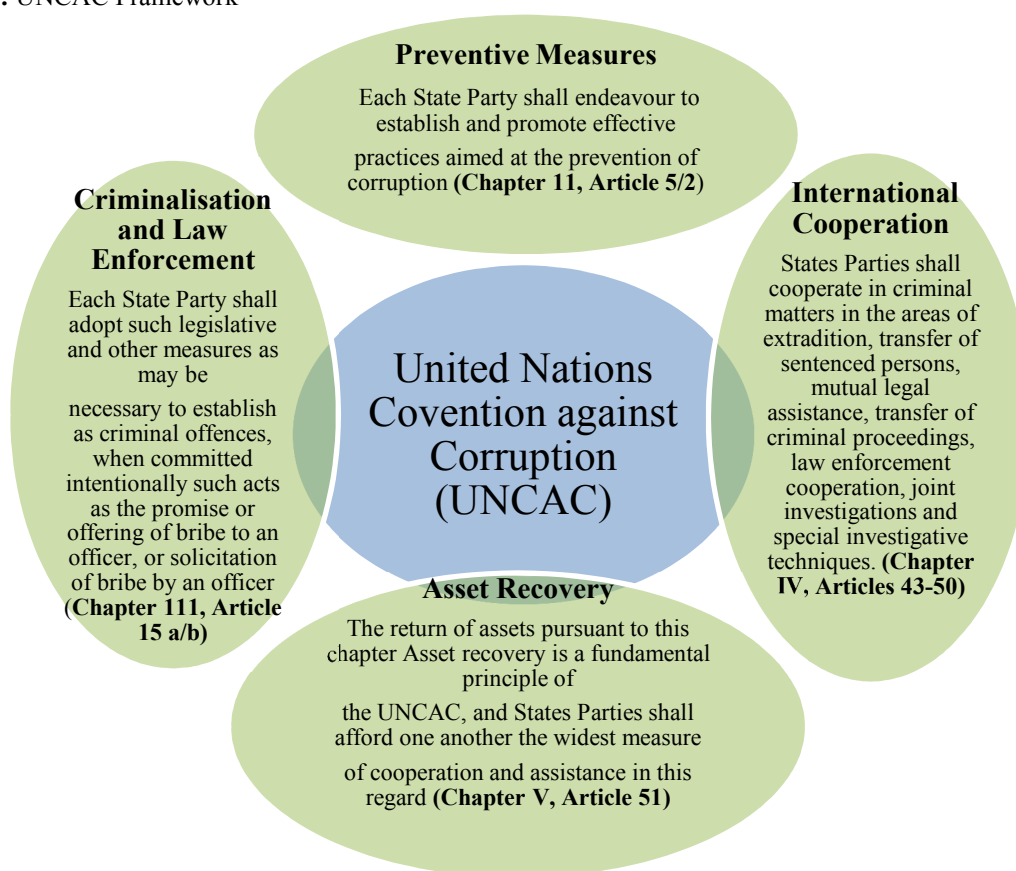 : UNCAC Framework
Preventive Measures
Each State Party shall endeavour to
establish and promote effective
practices aimed at the prevention of
corruption (Chapter 11, Article 5/2)
Criminalisation
and Law
Enforcement
Each State Party shall
adopt such legislative
and other measures as
may be
necessary to establish
as criminal offences,
when committed
intentionally such acts
as the promise or
offering of bribe to an
officer, or solicitation
of bribe by an officer
(Chapter 111, Article
15 a/b)
United Nations
Covention against
Corruption
(UNCAC)
International
Cooperation
States Parties shall
cooperate in criminal
matters in the areas of
extradition, transfer of
sentenced persons,
mutual legal
assistance, transfer of
criminal proceedings,
law enforcement
cooperation, joint
investigations and
special investigative
techniques. (Chapter
IV, Articles 43-50)
Asset Recovery
The return of assets pursuant to this
chapter Asset recovery is a fundamental
principle of
the UNCAC, and States Parties shall
afford one another the widest measure
of cooperation and assistance in this
regard (Chapter V, Article 51)